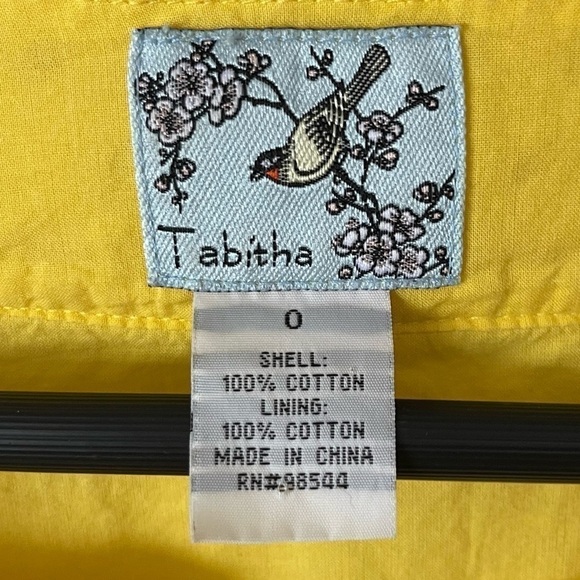 Tabitha
0
SHELL:
100% COTTON
LINING:
100% COTTON
MADE IN CHINA
RN#98544